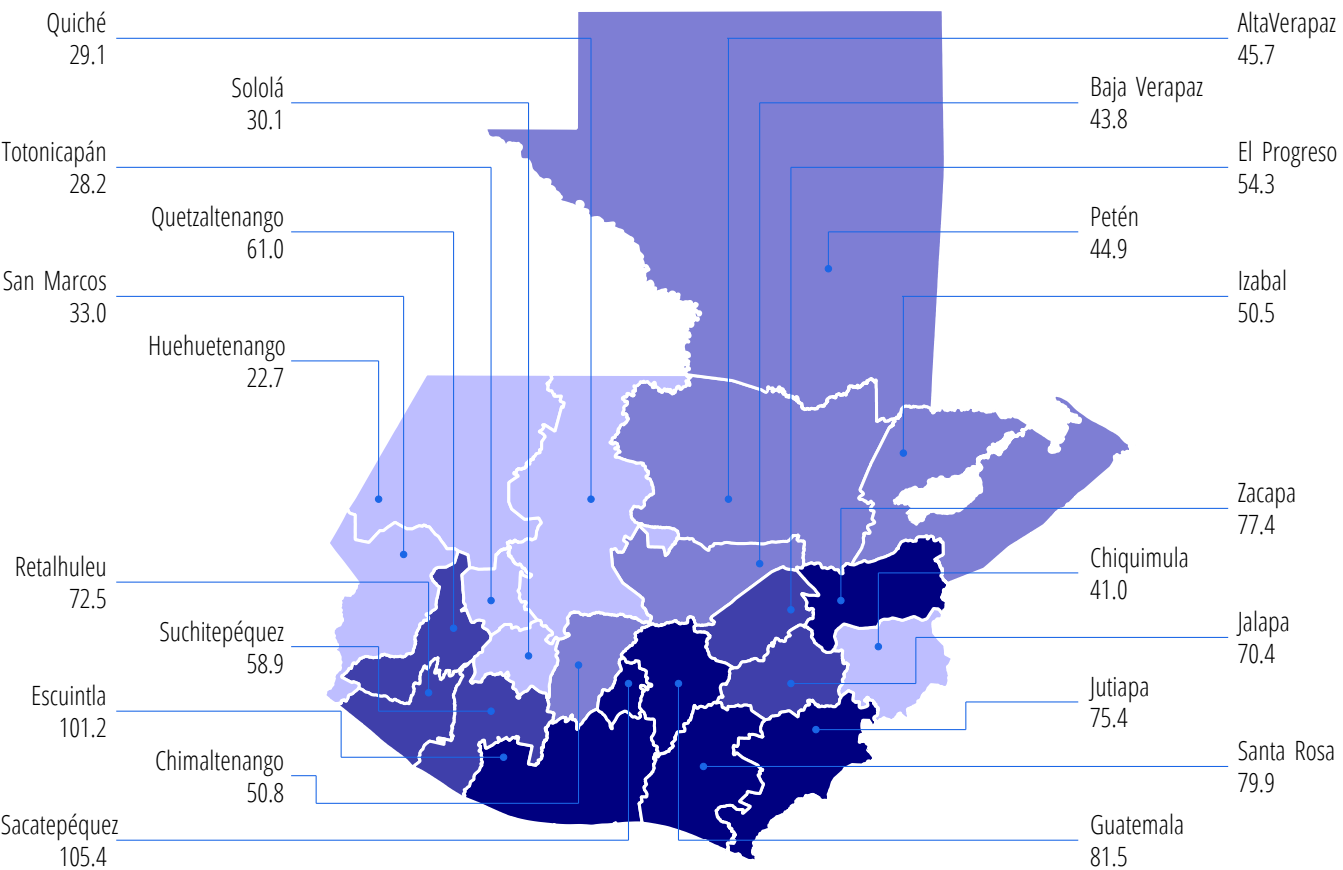 Quiché
29.1
Sololá
30.1
Totonicapán
28.2
Quetzaltenango
61.0
San Marcos
33.0
Huehuetenango
22.7
Retalhuleu
72.5
Suchitepéquez
58.9
Escuintla
101.2
Chimaltenango
50.8
Sacatepéquez
105.4
AltaVerapaz
45.7
Baja Verapaz
43.8
El Progreso
54.3
Petén
44.9
Izabal
50.5
Zacapa
77.4
Chiquimula
41.0
Jalapa
70.4
Jutiapa
75.4
Santa Rosa
79.9
Guatemala
81.5